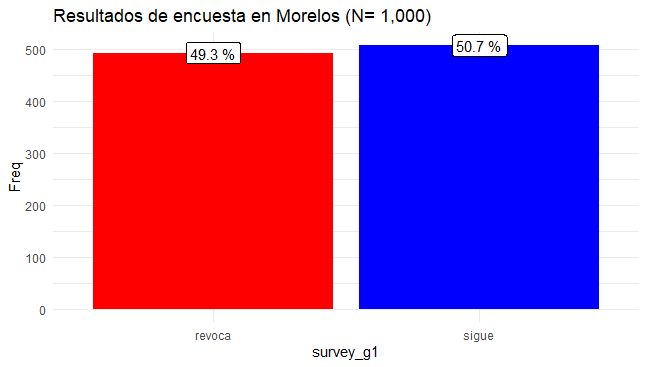 Resultados de encuesta en Morelos (N= 1,000)
49.3 %
50.7 %
500
400
300
200
100
0
Freq
revoca
sigue
survey_g1